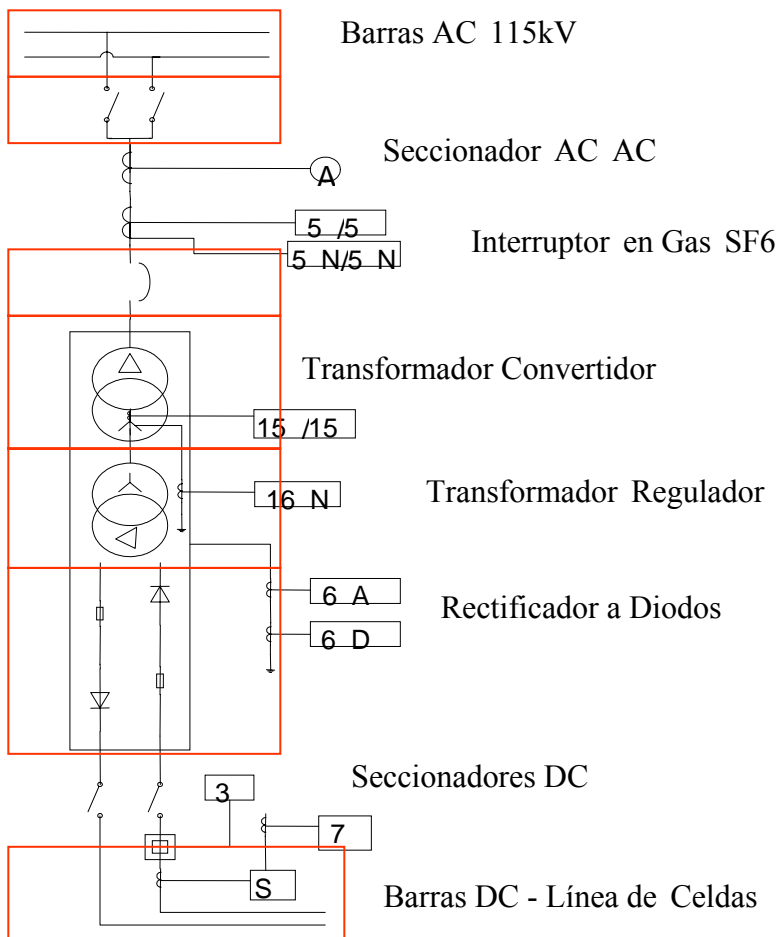 Barras AC 115kV
Seccionador AC AC
A
5 /5
5 N/5 N
Interruptor en Gas SF6
Transformador Convertidor
15 /15
16 N
Transformador Regulador
6 A
6 D
Rectificador a Diodos
Seccionadores DC
3
7
S
Barras DC - Línea de Celdas